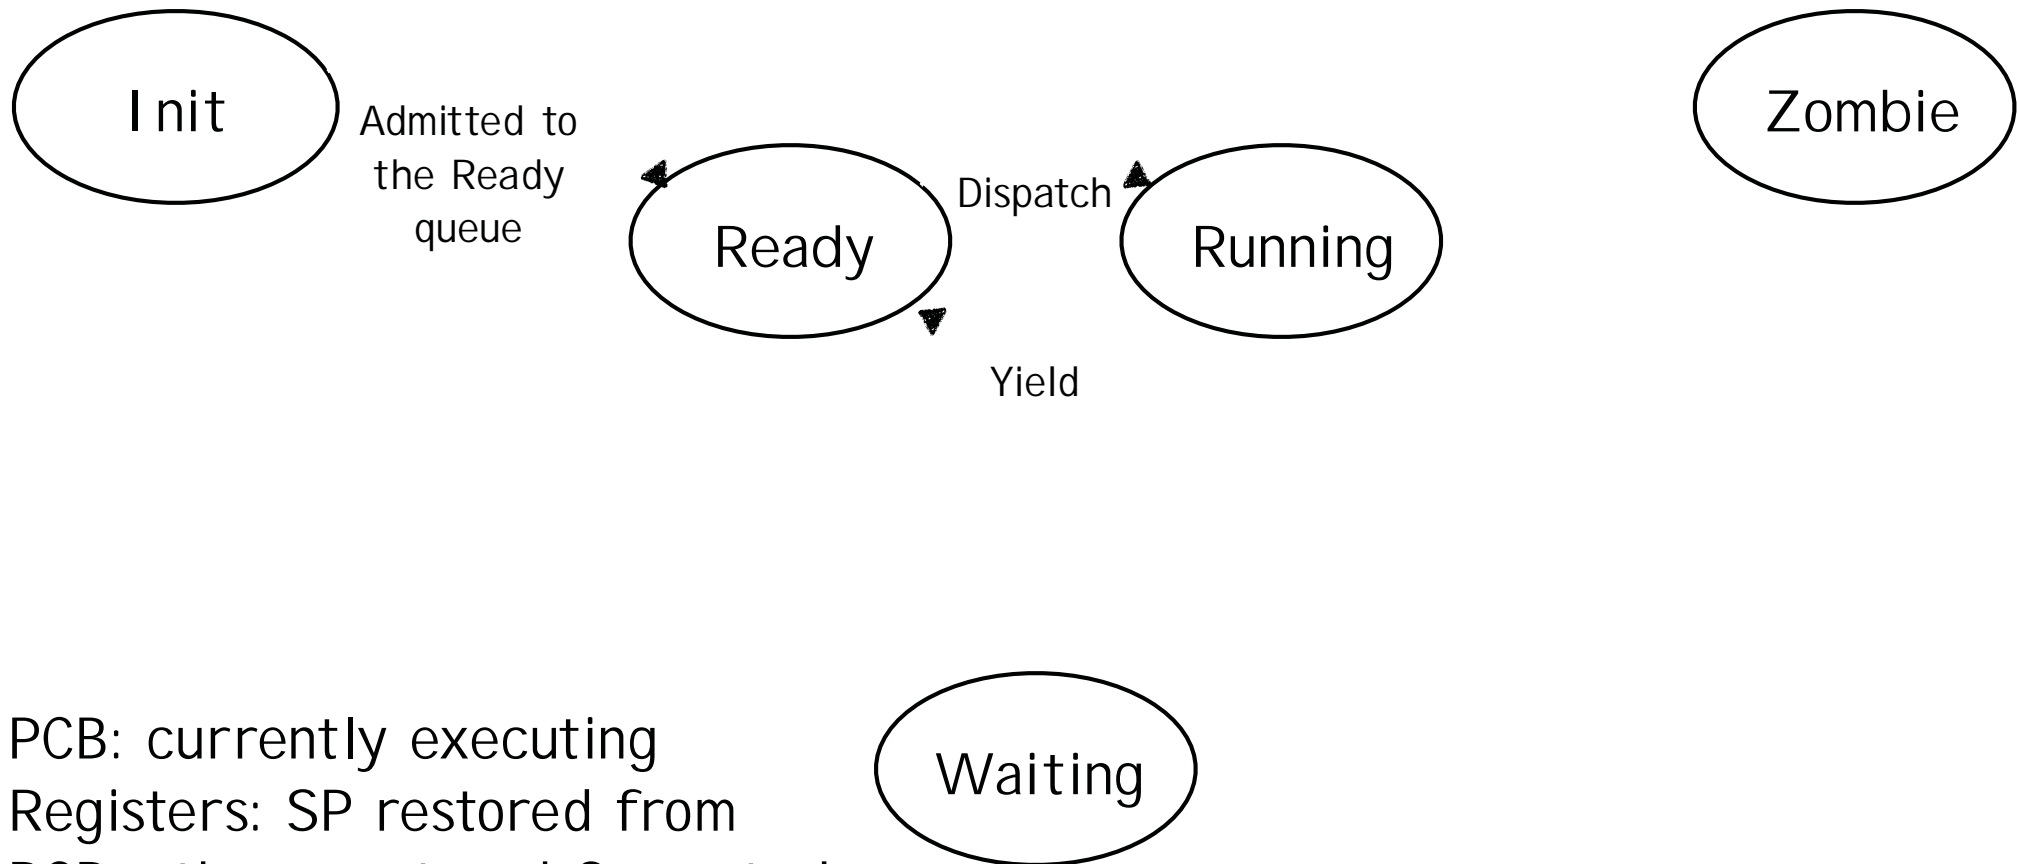 Init
Zombie
Admitted to
the Ready
queue
Dispatch
Ready
Running
Yield
PCB: currently executing
Registers: SP restored from
Waiting